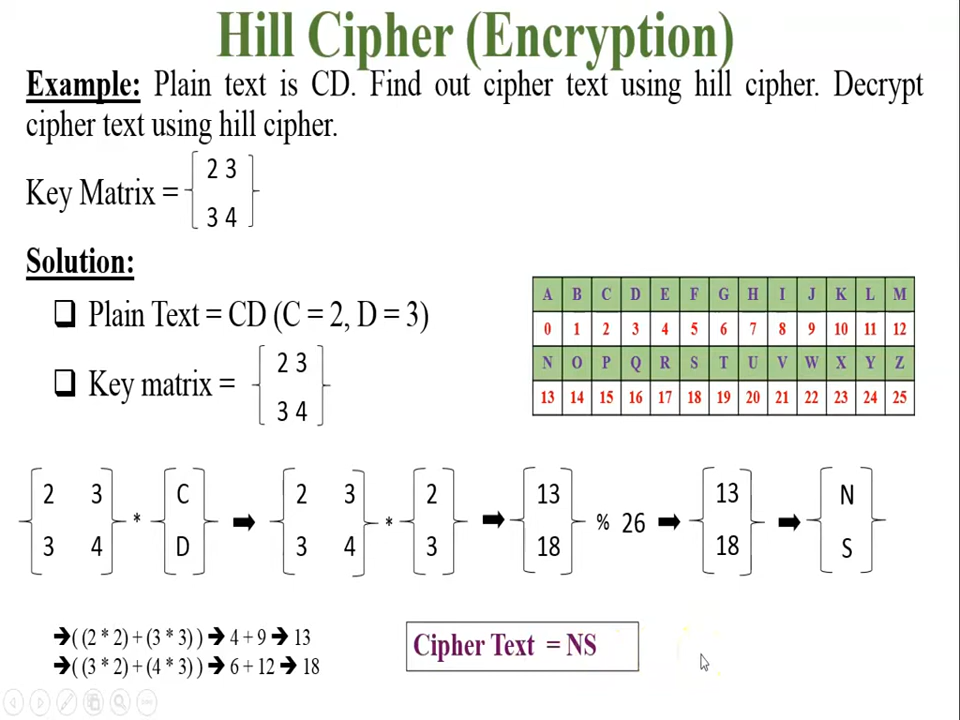 Hill Cipher (Encryption)
Example: Plain text is CD. Find out cipher text using hill cipher. Decrypt
cipher text using hill cipher.
2 3
Key Matrix =
3 4
Solution:
❑ Plain Text = CD (C = 2, D = 3)
2 3
❑ Key matrix =
3 4
A B C D E F G H I J K L M
0 1 2 3 4 5 6 7 8 9 10 11 12
N O P Q R S T U V W X Y Z
13 14 15 16 17 18 19 20 21 22 23 24 25
2 3 C 2 3 2 13 13 N
* ➡ * ➡ % 26 ➡ ➡
3 4 D 3 4 3 18 18 S
➔( (2 * 2) + (3 * 3) ) ➔ 4 + 9 ➔ 13
➔( (3 * 2) + (4 * 3) ) ➔ 6 + 12 ➔ 18
Cipher Text = NS